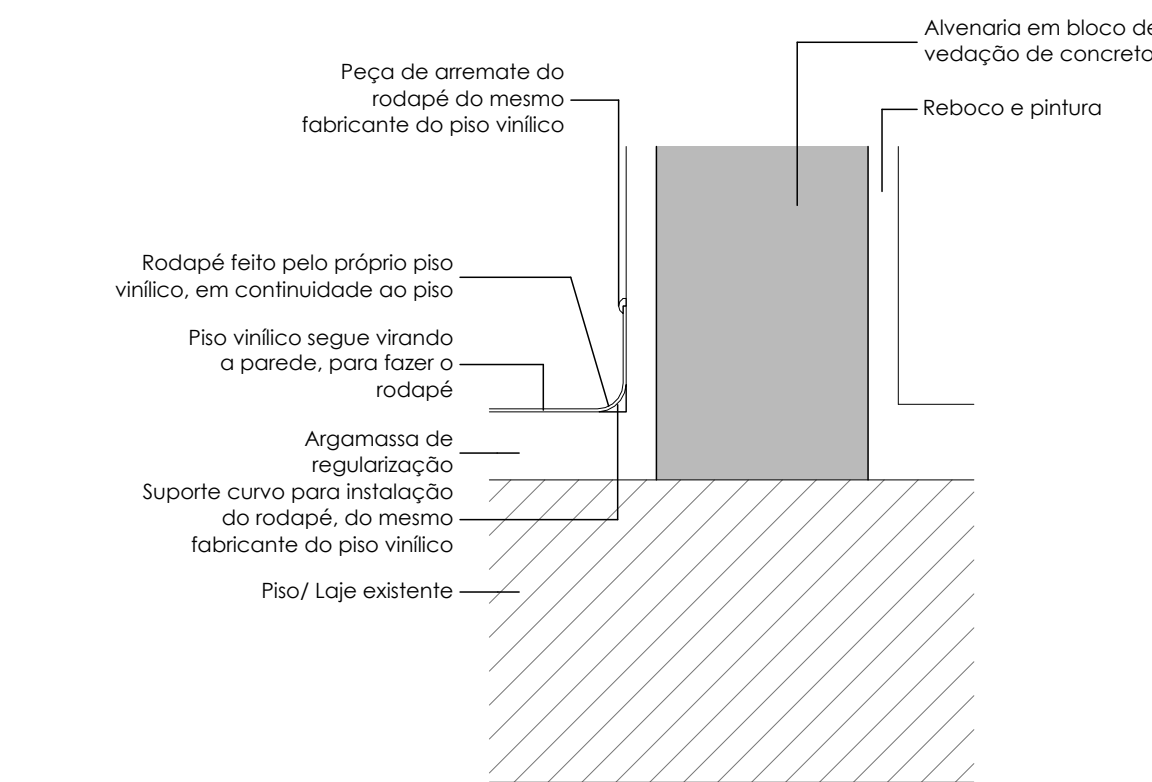 Alvenaria em bloco de
vedação de concreto
Peça de arremate do
rodapé do mesmo
fabricante do piso vinílico
Reboco e pintura
Rodapé feito pelo próprio piso
vinílico, em continuidade ao piso
Piso vinílico segue virando
a parede, para fazer o
rodapé
Argamassa de
regularização
Suporte curvo para instalação
do rodapé, do mesmo
fabricante do piso vinílico
Piso/ Laje existente